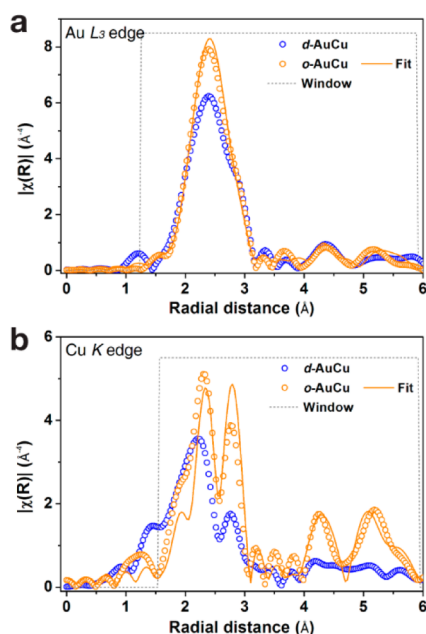 a
Au L₃ edge
d-AuCu
o-AuCu
Fit
Window
|χ(R)| (Å⁻⁴)
8
6
4
2
0
0 1 2 3 4 5 6
Radial distance (Å)
b
Cu K edge
d-AuCu
o-AuCu
Fit
Window
|χ(R)| (Å⁻⁴)
6
4
2
0
0 1 2 3 4 5 6
Radial distance (Å)